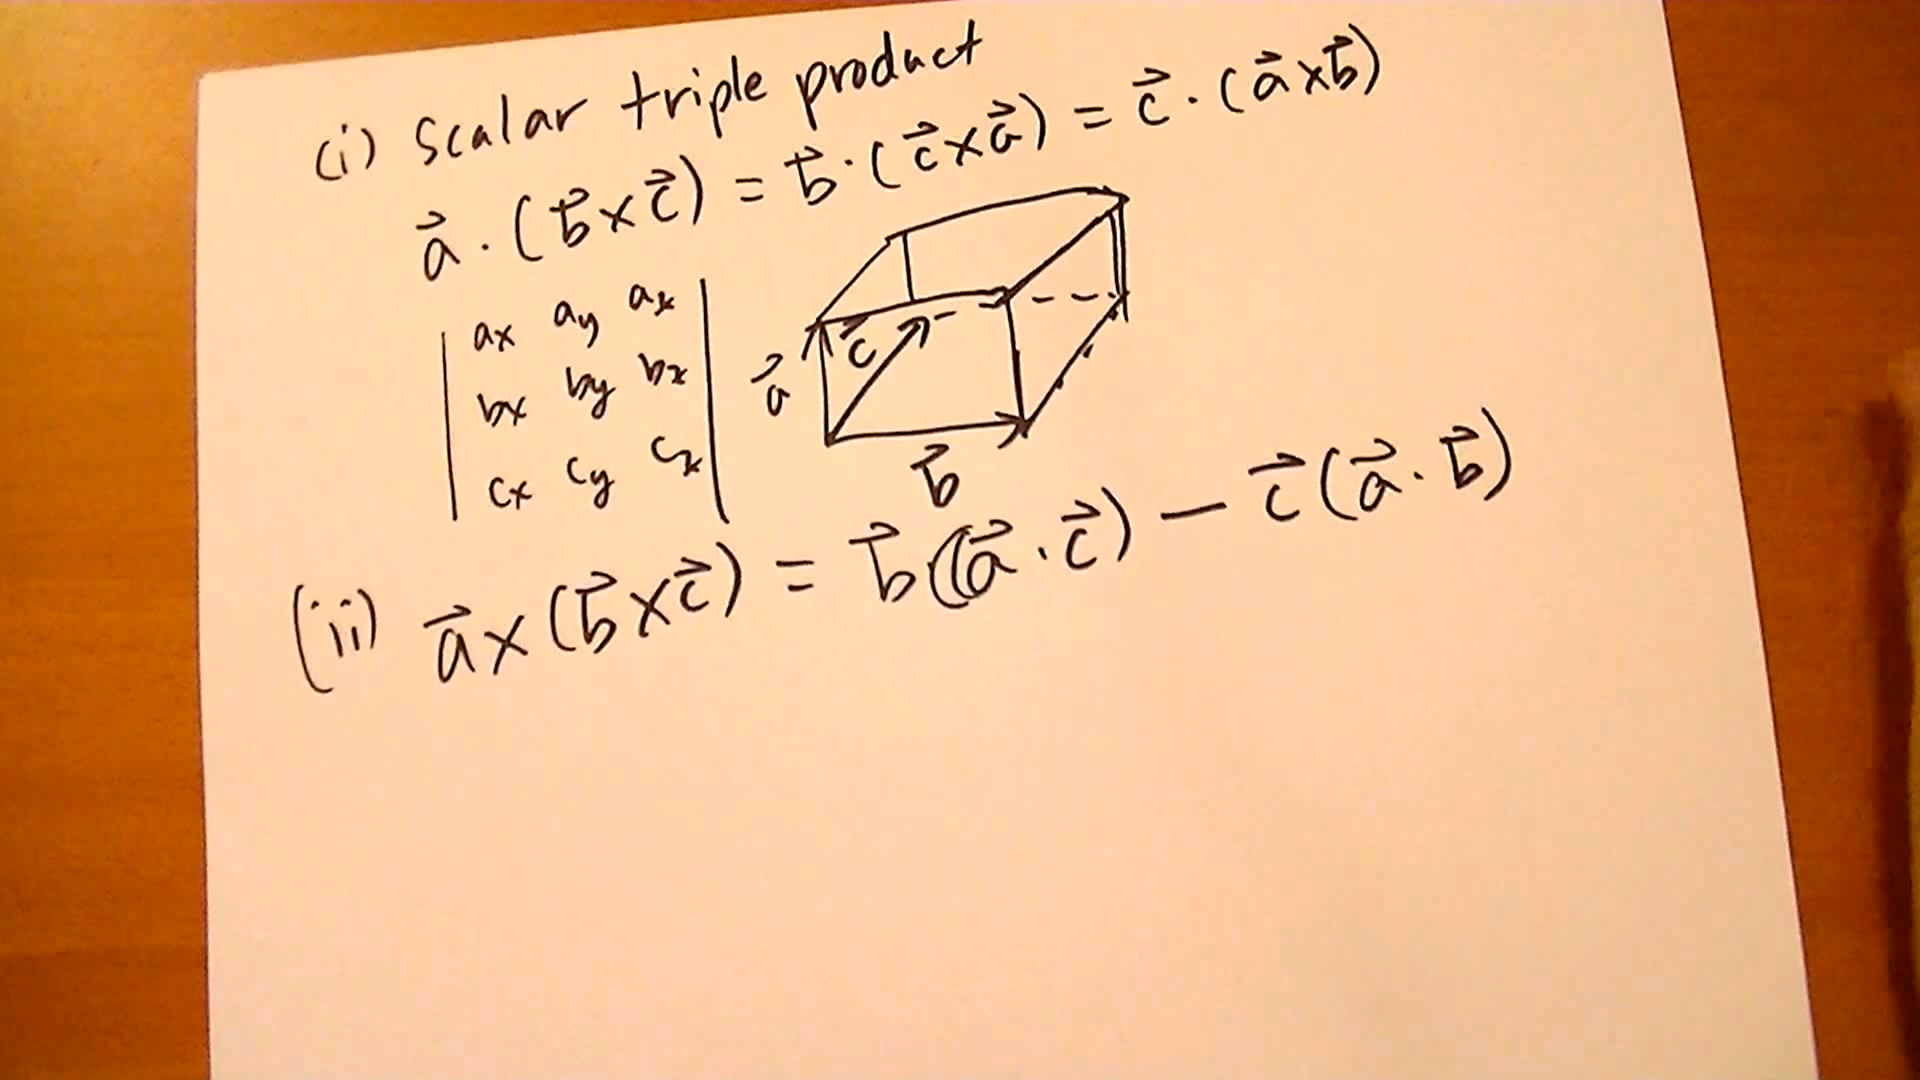 (i) Scalar triple product
a⃗ · (b⃗ × c⃗) = b⃗ · (c⃗ × a⃗) = c⃗ · (a⃗ × b⃗)
| ax ay az |
| bx by bz |
| cx cy cz |
a⃗
c⃗
b⃗
(ii) a⃗ × (b⃗ × c⃗) = b⃗(a⃗ · c⃗) − c⃗(a⃗ · b⃗)